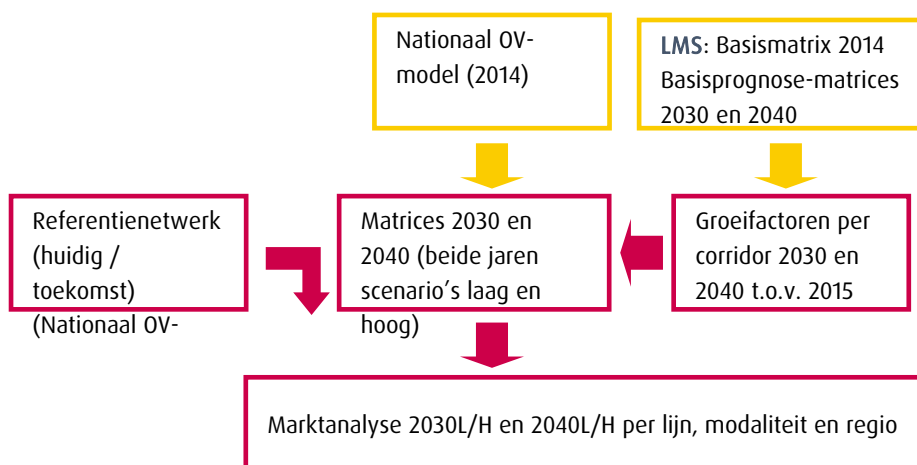 Nationaal OV-
model (2014)
LMS: Basismatrix 2014
Basisprognose-matrices
2030 en 2040
Referentienetwerk
(huidig /
toekomst)
(Nationaal OV-
Matrices 2030 en
2040 (beide jaren
scenario's laag en
hoog)
Groeifactoren per
corridor 2030 en
2040 t.o.v. 2015
Marktanalyse 2030L/H en 2040L/H per lijn, modaliteit en regio